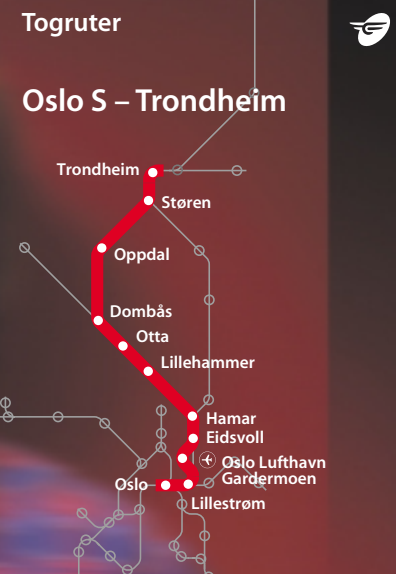 Togruter
Oslo S – Trondheim
Trondheim
Støren
Oppdal
Dombås
Otta
Lillehammer
Hamar
Eidsvoll
Oslo Lufthavn
Gardermoen
Oslo
Lillestrøm